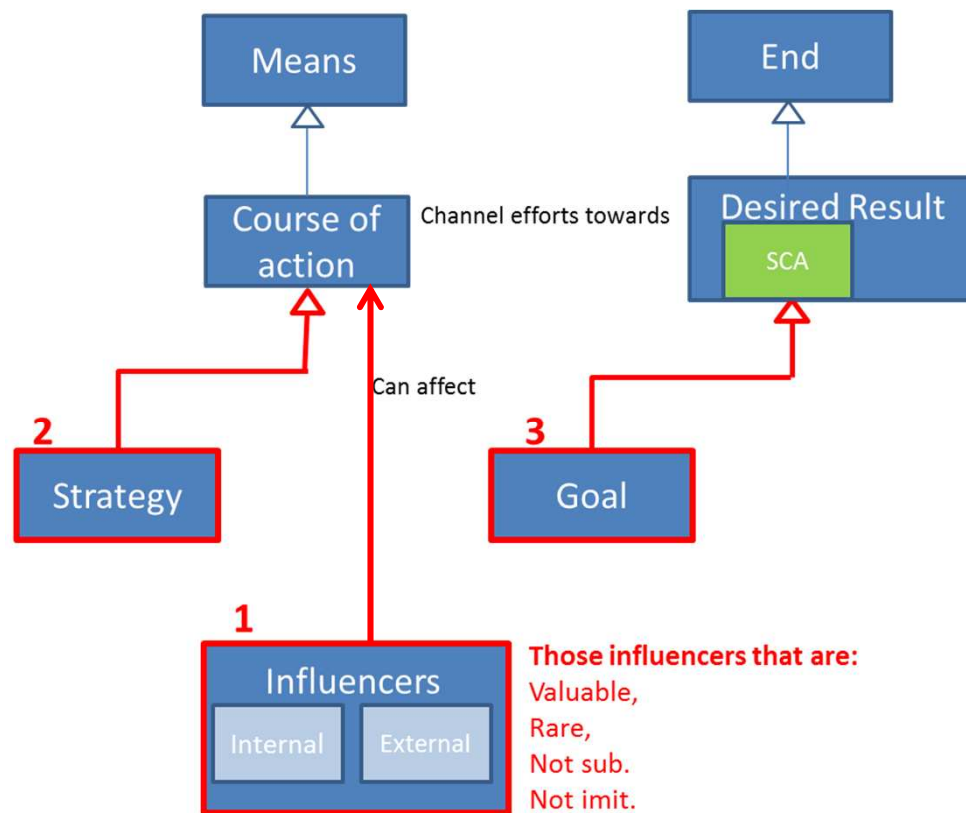 Means
End
Course of
action
Channel efforts towards
Desired Result
SCA
Can affect
2
Strategy
3
Goal
1
Influencers
Internal
External
Those influencers that are:
Valuable,
Rare,
Not sub.
Not imit.